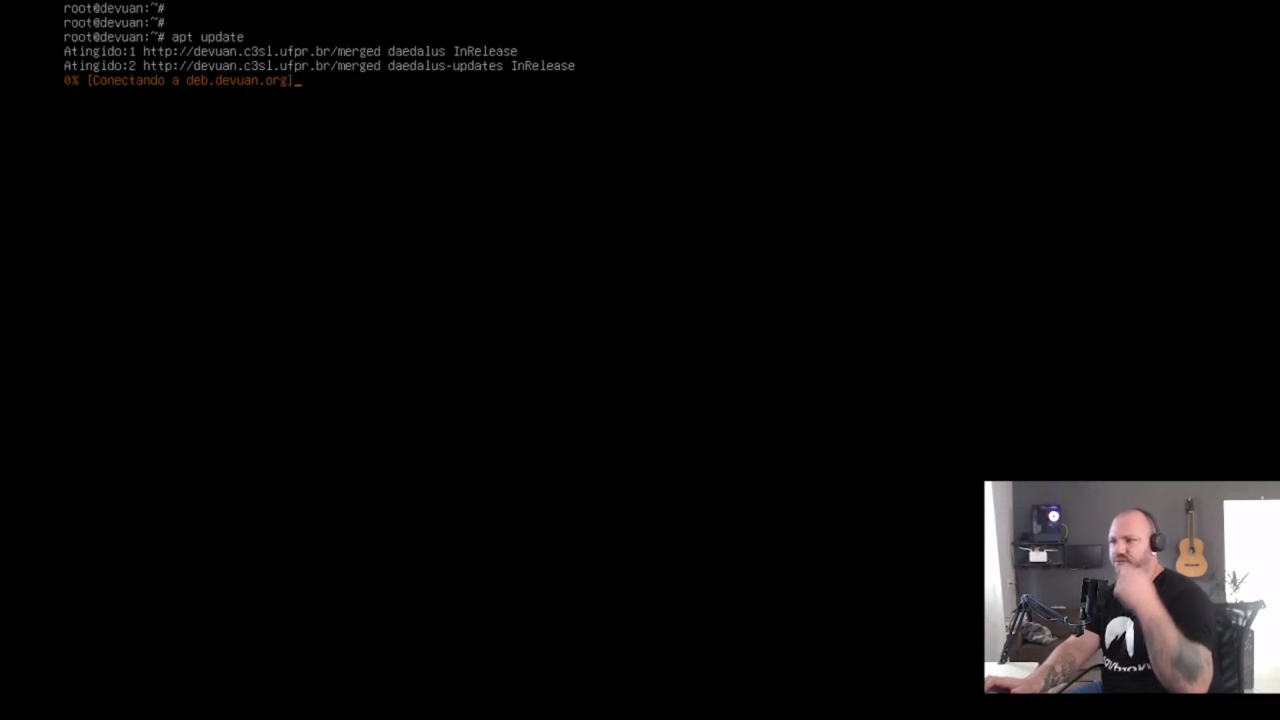 root@devuan:~#
root@devuan:~#
root@devuan:~# apt update
Atingido:1 http://devuan.c3sl.ufpr.br/merged daedalus InRelease
Atingido:2 http://devuan.c3sl.ufpr.br/merged daedalus-updates InRelease
0% [Conectando a deb.devuan.org]